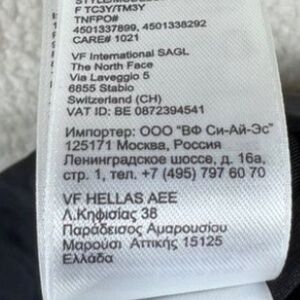 F TC3Y/TM3Y
TNFPO#
4501337899, 4501338292
CARE# 1021
VF International SAGL
The North Face
Via Laveggio 5
6855 Stabio
Switzerland (CH)
VAT ID: BE 0872394541
Импортер: ООО "ВФ Си-Ай-Эс"
125171 Москва, Россия
Ленинградское шоссе, д. 16а,
стр. 1, тел. +7 (495) 797 60 70
VF HELLAS AEE
Λ.Κηφισίας 38
Παράδεισος Αμαρουσίου
Μαρούσι Αττικής 15125
Ελλάδα